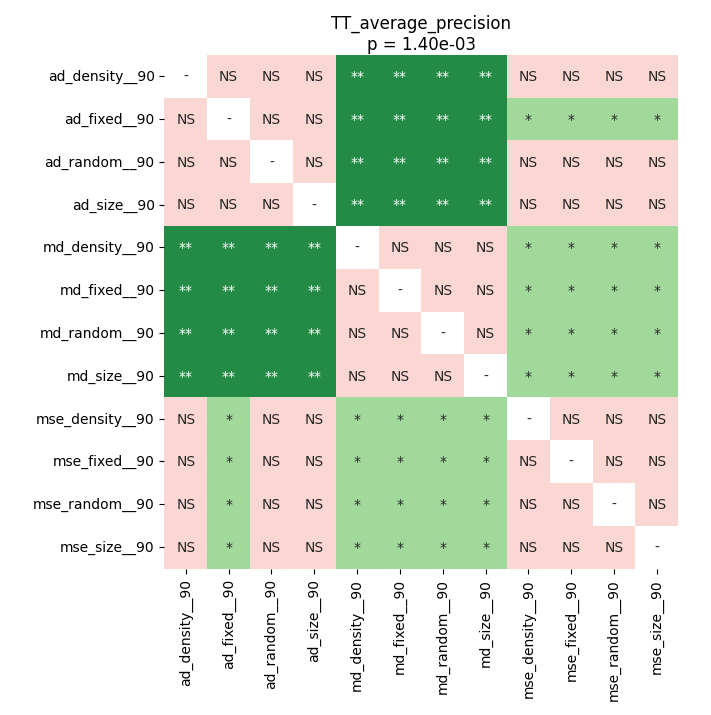 TT_average_precision
p = 1.40e-03
ad_density__90 - NS NS NS ** ** ** ** NS NS NS NS
ad_fixed__90 NS - NS NS ** ** ** ** * * * *
ad_random__90 NS NS - NS ** ** ** ** NS NS NS NS
ad_size__90 NS NS NS - ** ** ** ** NS NS NS NS
md_density__90 ** ** ** ** - NS NS NS * * * *
md_fixed__90 ** ** ** ** NS - NS NS * * * *
md_random__90 ** ** ** ** NS NS - NS * * * *
md_size__90 ** ** ** ** NS NS NS - * * * *
mse_density__90 NS * NS NS * * * * - NS NS NS
mse_fixed__90 NS * NS NS * * * * NS - NS NS
mse_random__90 NS * NS NS * * * * NS NS - NS
mse_size__90 NS * NS NS * * * * NS NS NS -
ad_density__90
ad_fixed__90
ad_random__90
ad_size__90
md_density__90
md_fixed__90
md_random__90
md_size__90
mse_density__90
mse_fixed__90
mse_random__90
mse_size__90